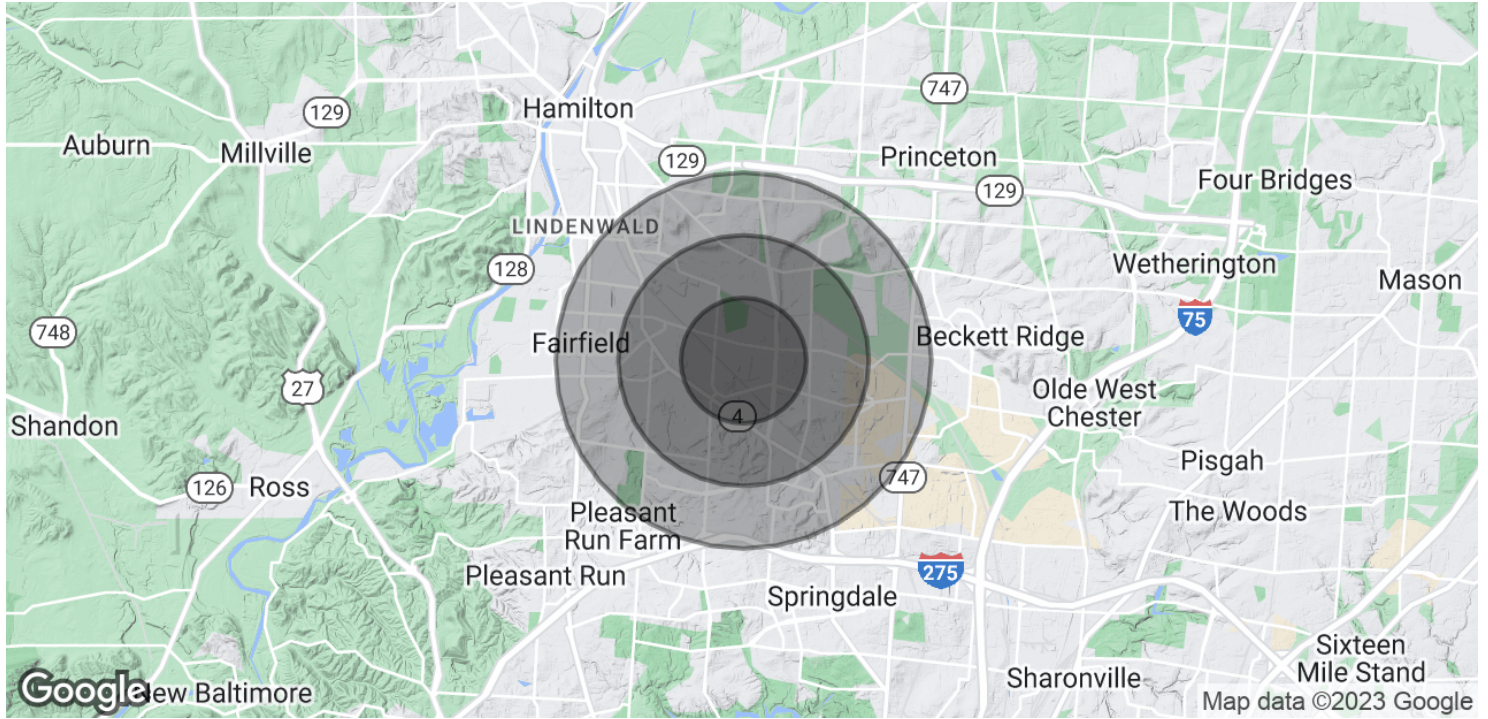 747
Hamilton
129
Auburn
Millville
129
Princeton
129
Four Bridges
LINDENWALD
128
Wetherington
Mason
75
748
Fairfield
Beckett Ridge
27
Olde West
Chester
4
Shandon
Pisgah
126
Ross
747
Pleasant
Run Farm
The Woods
Pleasant Run
275
Springdale
Sixteen
Mile Stand
Sharonville
Google
New Baltimore
Map data ©2023 Google